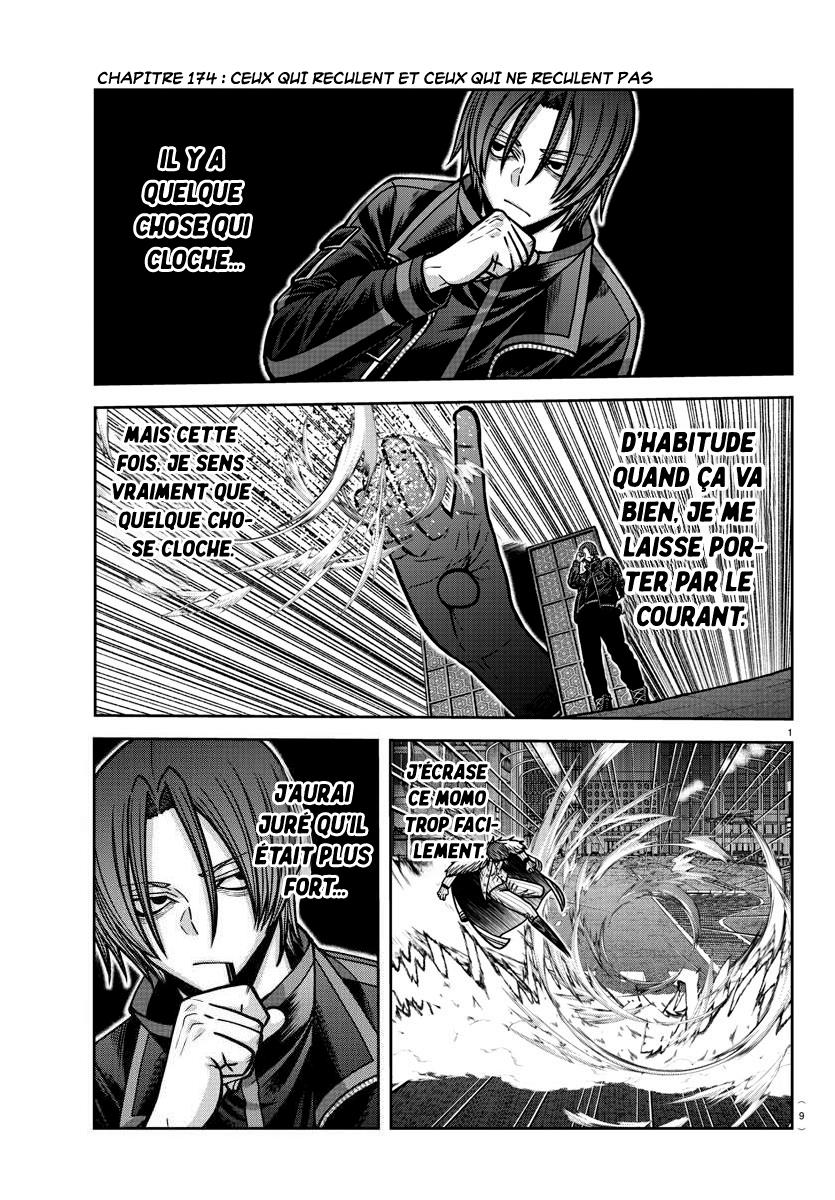 CHAPITRE 174 : CEUX QUI RECULENT ET CEUX QUI NE RECULENT PAS
IL Y A
QUELQUE
CHOSE QUI
CLOCHE...
D'HABITUDE
QUAND ÇA VA
BIEN, JE ME
LAISSE POR-
TER PAR LE
COURANT.
MAIS CETTE
FOIS, JE SENS
VRAIMENT QUE
QUELQUE CHO-
SE CLOCHE.
1
J'ÉCRASE
CE MOMO
TROP FACI-
LEMENT.
J'AURAI
JURÉ QU'IL
ÉTAIT PLUS
FORT...
(9)